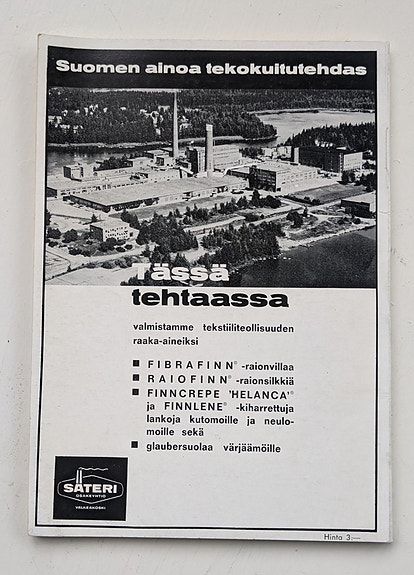 Suomen ainoa tekokuitutehdas
Tässä
tehtaassa
valmistamme tekstiiliteollisuuden
raaka-aineiksi
■ FIBRAFINN® -raionvillaa
■ RAIOFINN® -raionsilkkiä
■ FINNCREPE 'HELANCA'®
ja FINNLENE® -kiharrettuja
lankoja kutomoille ja neulo-
moille sekä
■ glaubersuolaa värjäämöille
SÄTERI
OSAKEYHTIÖ
VALKEAKOSKI
Hinta 3:—